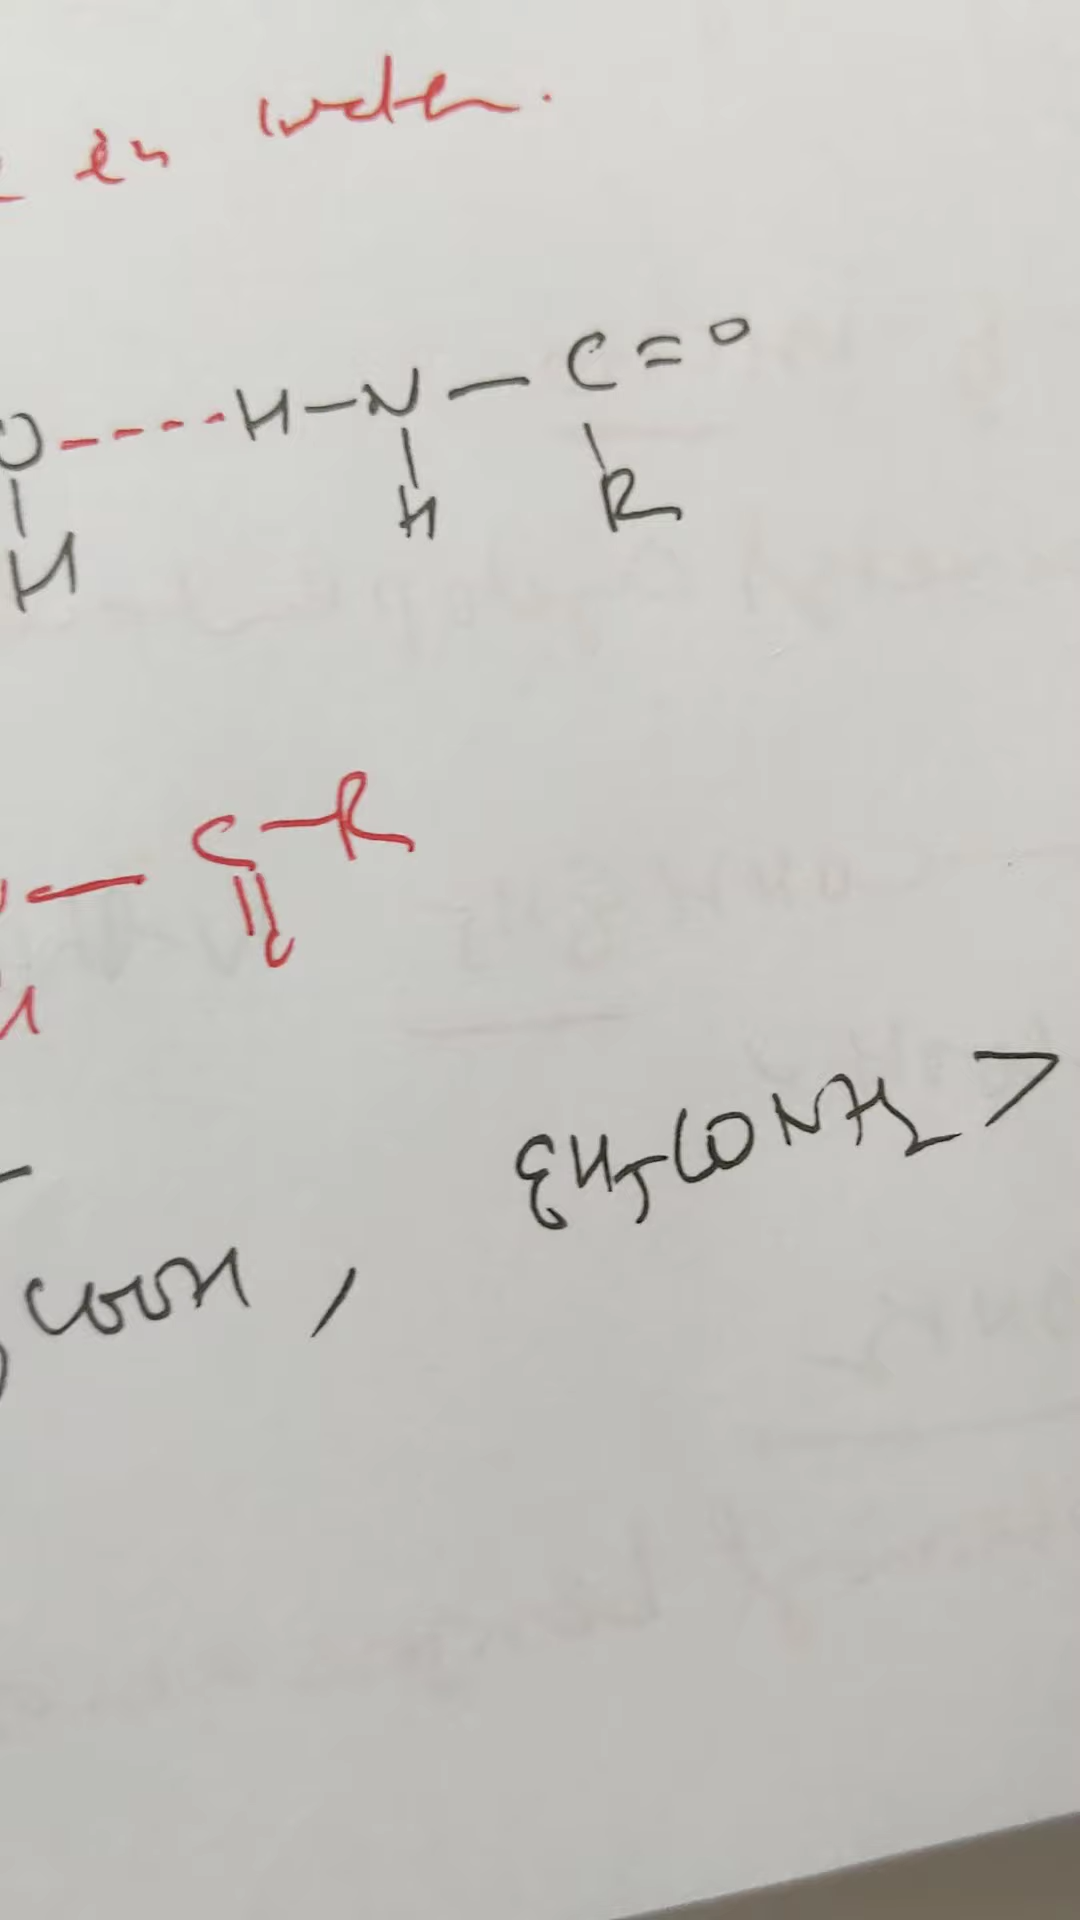 in water.
O----H-N-C=O
H H R
C-R
O
CH3CONH2 >
COOH,